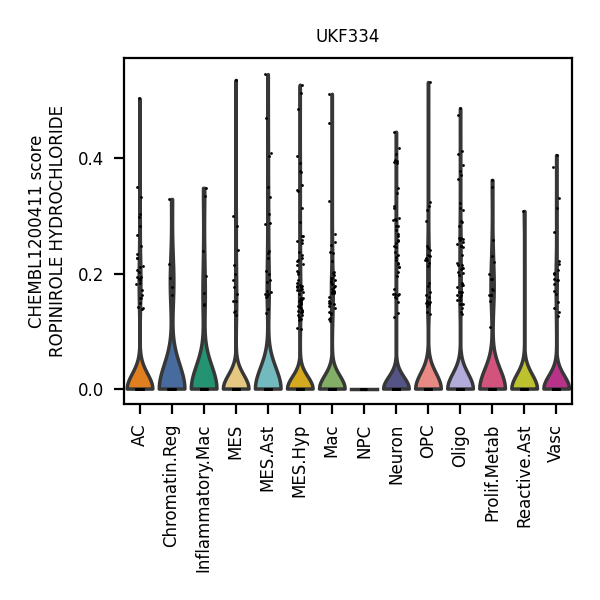 UKF334
CHEMBL1200411 score
ROPINIROLE HYDROCHLORIDE
0.4
0.2
0.0
AC
Chromatin.Reg
Inflammatory.Mac
MES
MES.Ast
MES.Hyp
Mac
NPC
Neuron
OPC
Oligo
Prolif.Metab
Reactive.Ast
Vasc